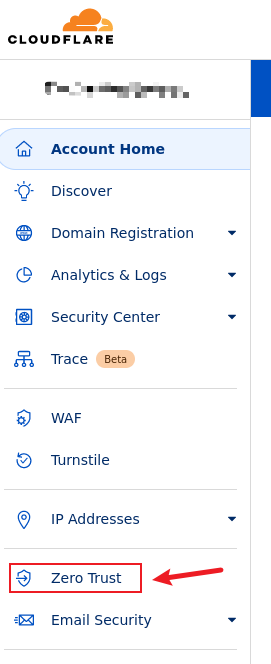 CLOUDFLARE
Account Home
Discover
Domain Registration
Analytics & Logs
Security Center
Trace Beta
WAF
Turnstile
IP Addresses
Zero Trust
Email Security